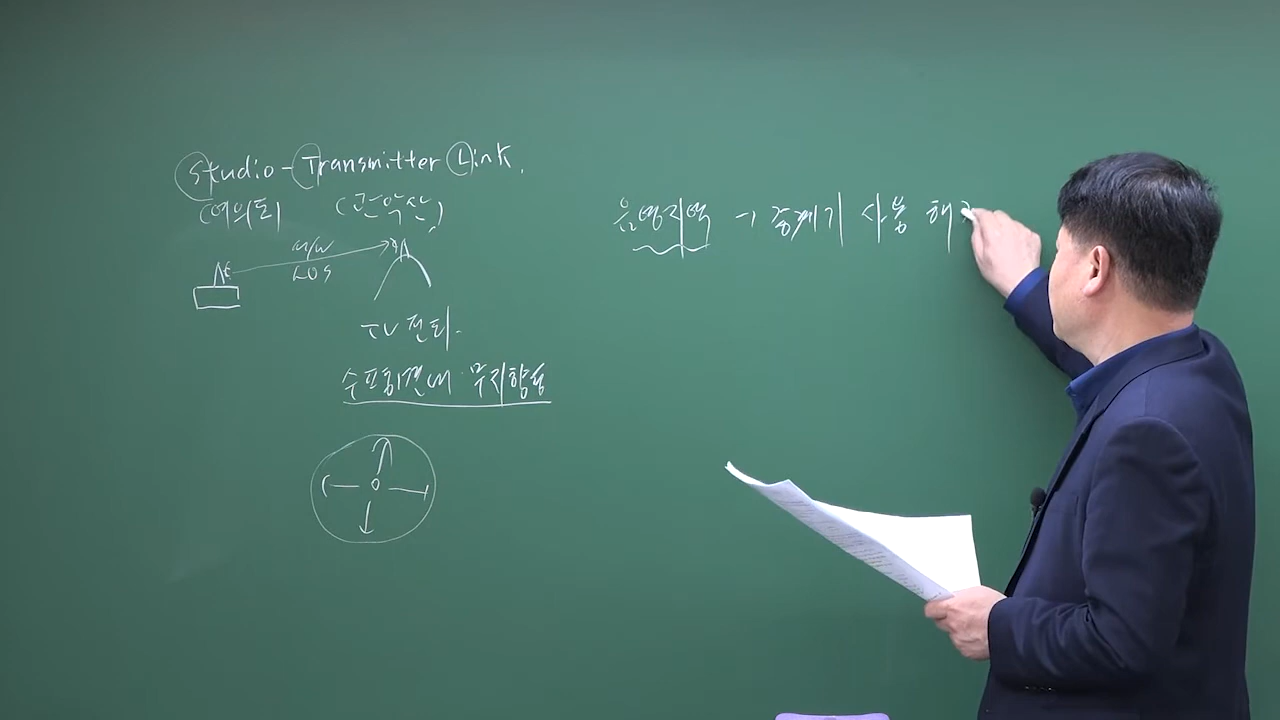 Studio-Transmitter Link.
(여의도) (관악산)
M/W
LOS
TV 전파.
수평면내 무지향성
음영지역 → 중계기 사용 해